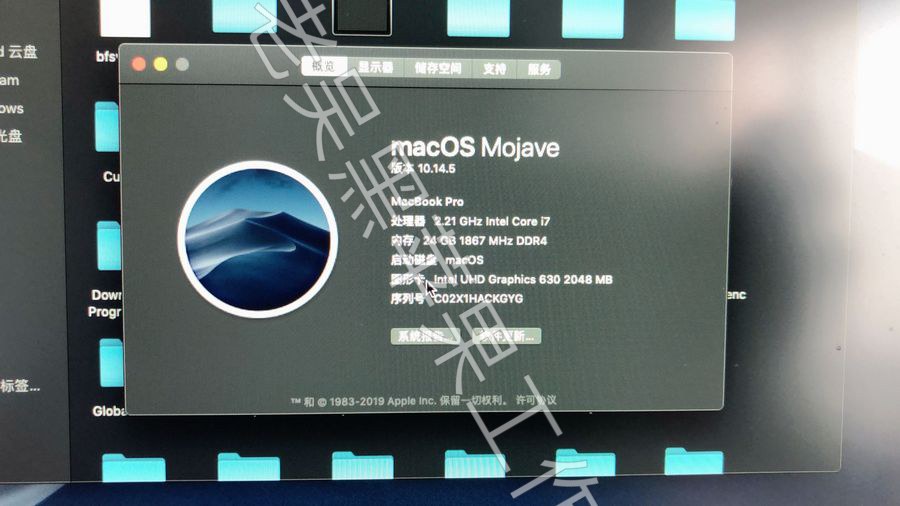 云盘
am
ows
光盘
标签...
bfsv
Cu
Down
Progr
Globa
enc
概览 显示器 储存空间 支持 服务
macOS Mojave
版本 10.14.5
MacBook Pro
处理器 2.21 GHz Intel Core i7
内存 24 GB 1867 MHz DDR4
启动磁盘 macOS
图形卡 Intel UHD Graphics 630 2048 MB
序列号 C02X1HACKGYG
系统报告... 软件更新...
™ 和 © 1983-2019 Apple Inc. 保留一切权利。 许可协议
老吴黑苹果工作